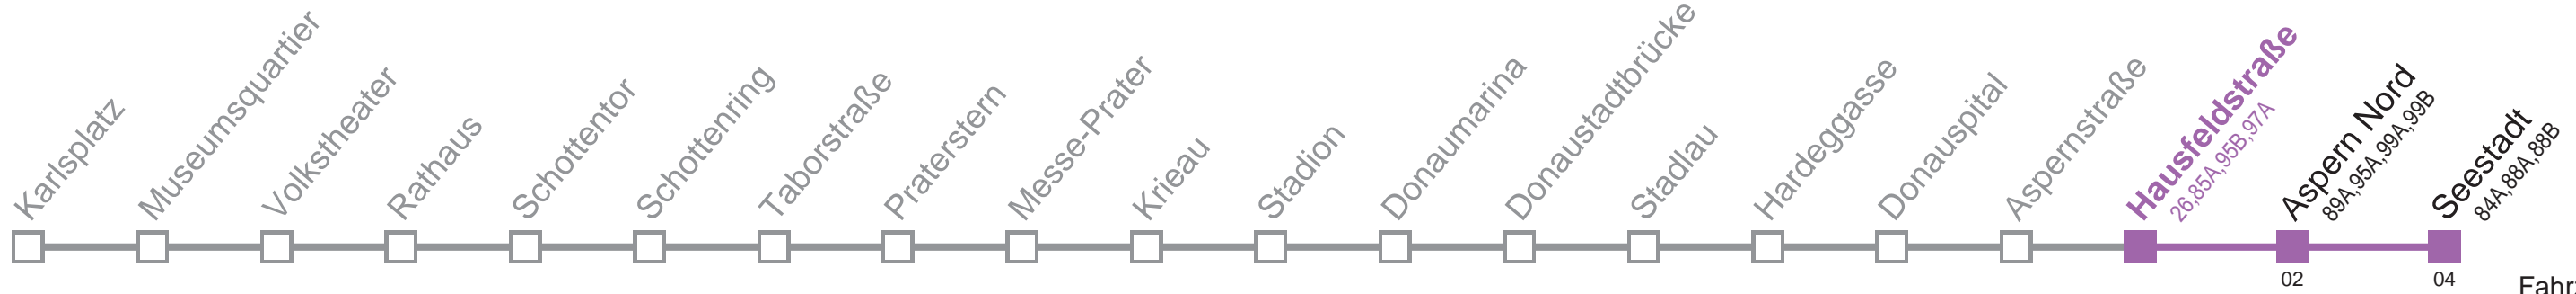 Karlsplatz
Museumsquartier
Volkstheater
Rathaus
Schottentor
Schottenring
Taborstraße
Praterstern
Messe-Prater
Krieau
Stadion
Donaumarina
Donaustadtbrücke
Stadlau
Hardeggasse
Donauspital
Aspernstraße
Hausfeldstraße
26,85A,95B,97A
Aspern Nord
89A,95A,99A,99B
Seestadt
84A,88A,88B
02
04